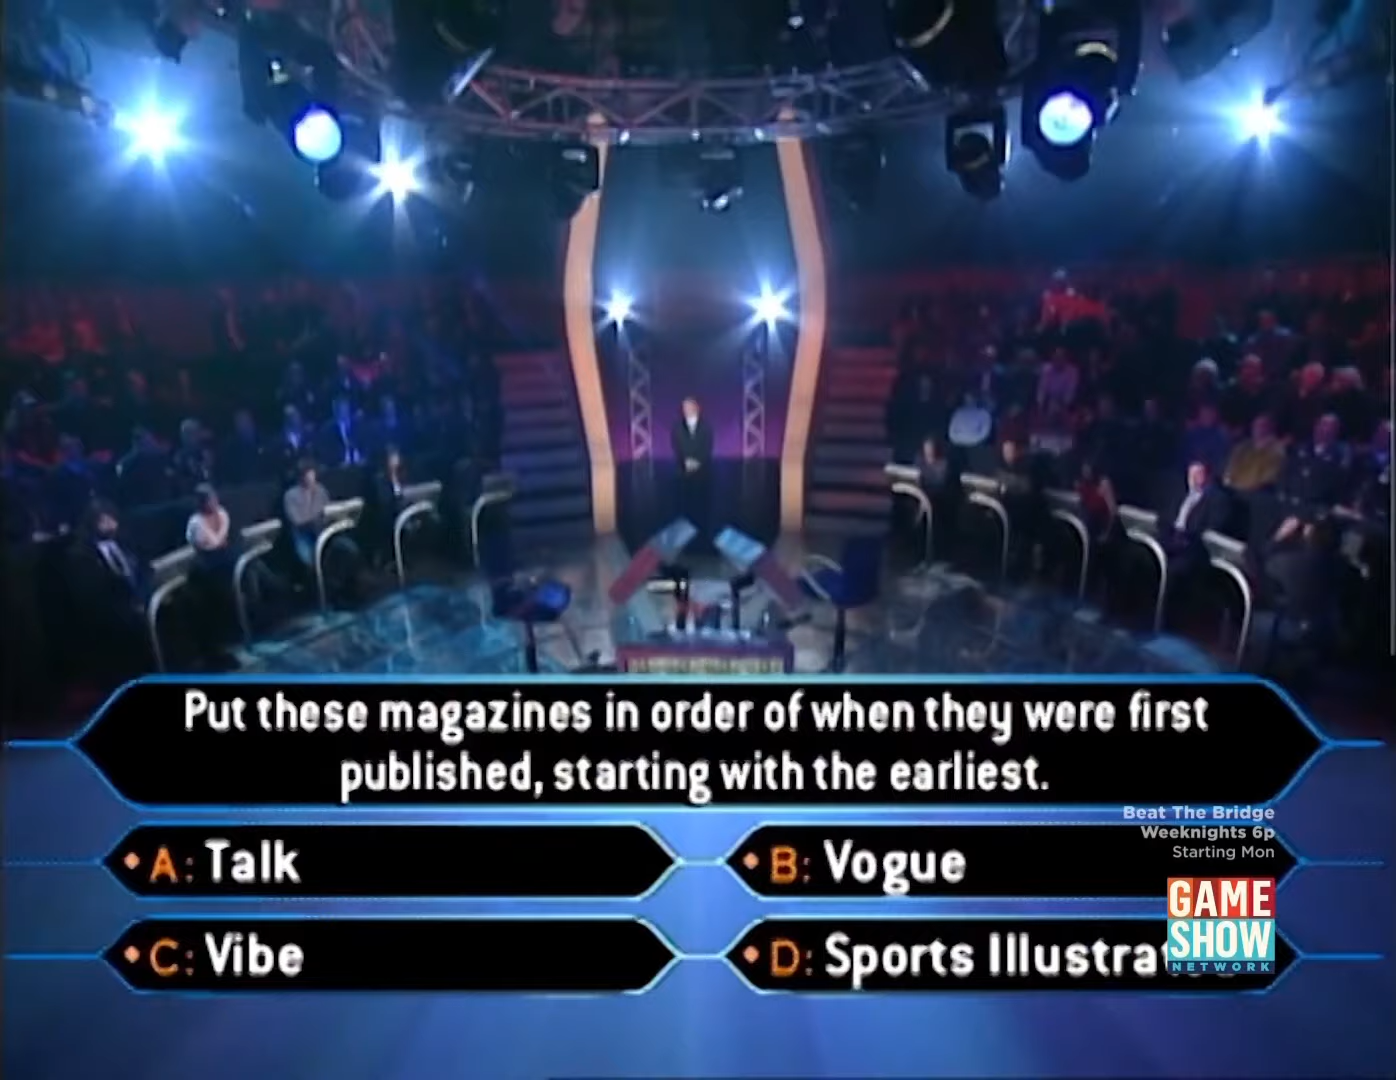 Put these magazines in order of when they were first
published, starting with the earliest.
Beat The Bridge
Weeknights 6p
Starting Mon
A: Talk
B: Vogue
GAME
SHOW
NETWORK
C: Vibe
D: Sports Illustra